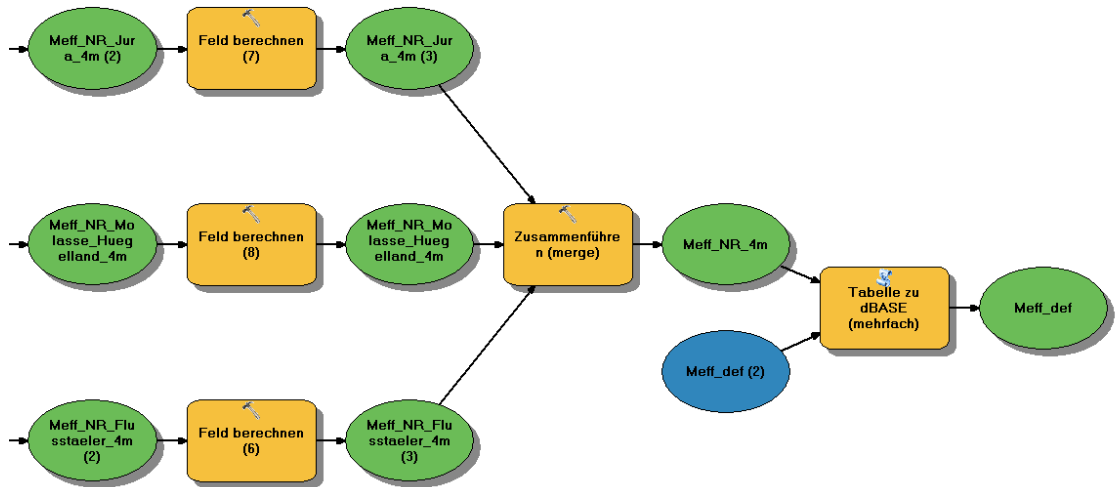 Meff_NR_Jur
a_4m (2)
Feld berechnen
(7)
Meff_NR_Jur
a_4m (3)
Meff_NR_Mo
lasse_Hueg
elland_4m
Feld berechnen
(8)
Meff_NR_Mo
lasse_Hueg
elland_4m
Zusammenführe
n (merge)
Meff_NR_4m
Tabelle zu
dBASE
(mehrfach)
Meff_def
Meff_def (2)
Meff_NR_Flu
sstaeler_4m
(2)
Feld berechnen
(6)
Meff_NR_Flu
sstaeler_4m
(3)